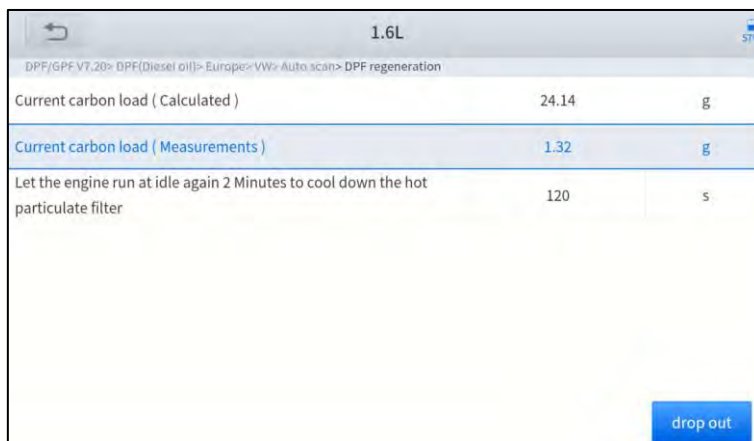 1.6L
DPF/GPF V7.20> DPF(Diesel oil)> Europe> VW> Auto scan> DPF regeneration
Current carbon load ( Calculated ) 24.14 g
Current carbon load ( Measurements ) 1.32 g
Let the engine run at idle again 2 Minutes to cool down the hot
particulate filter 120 s
drop out